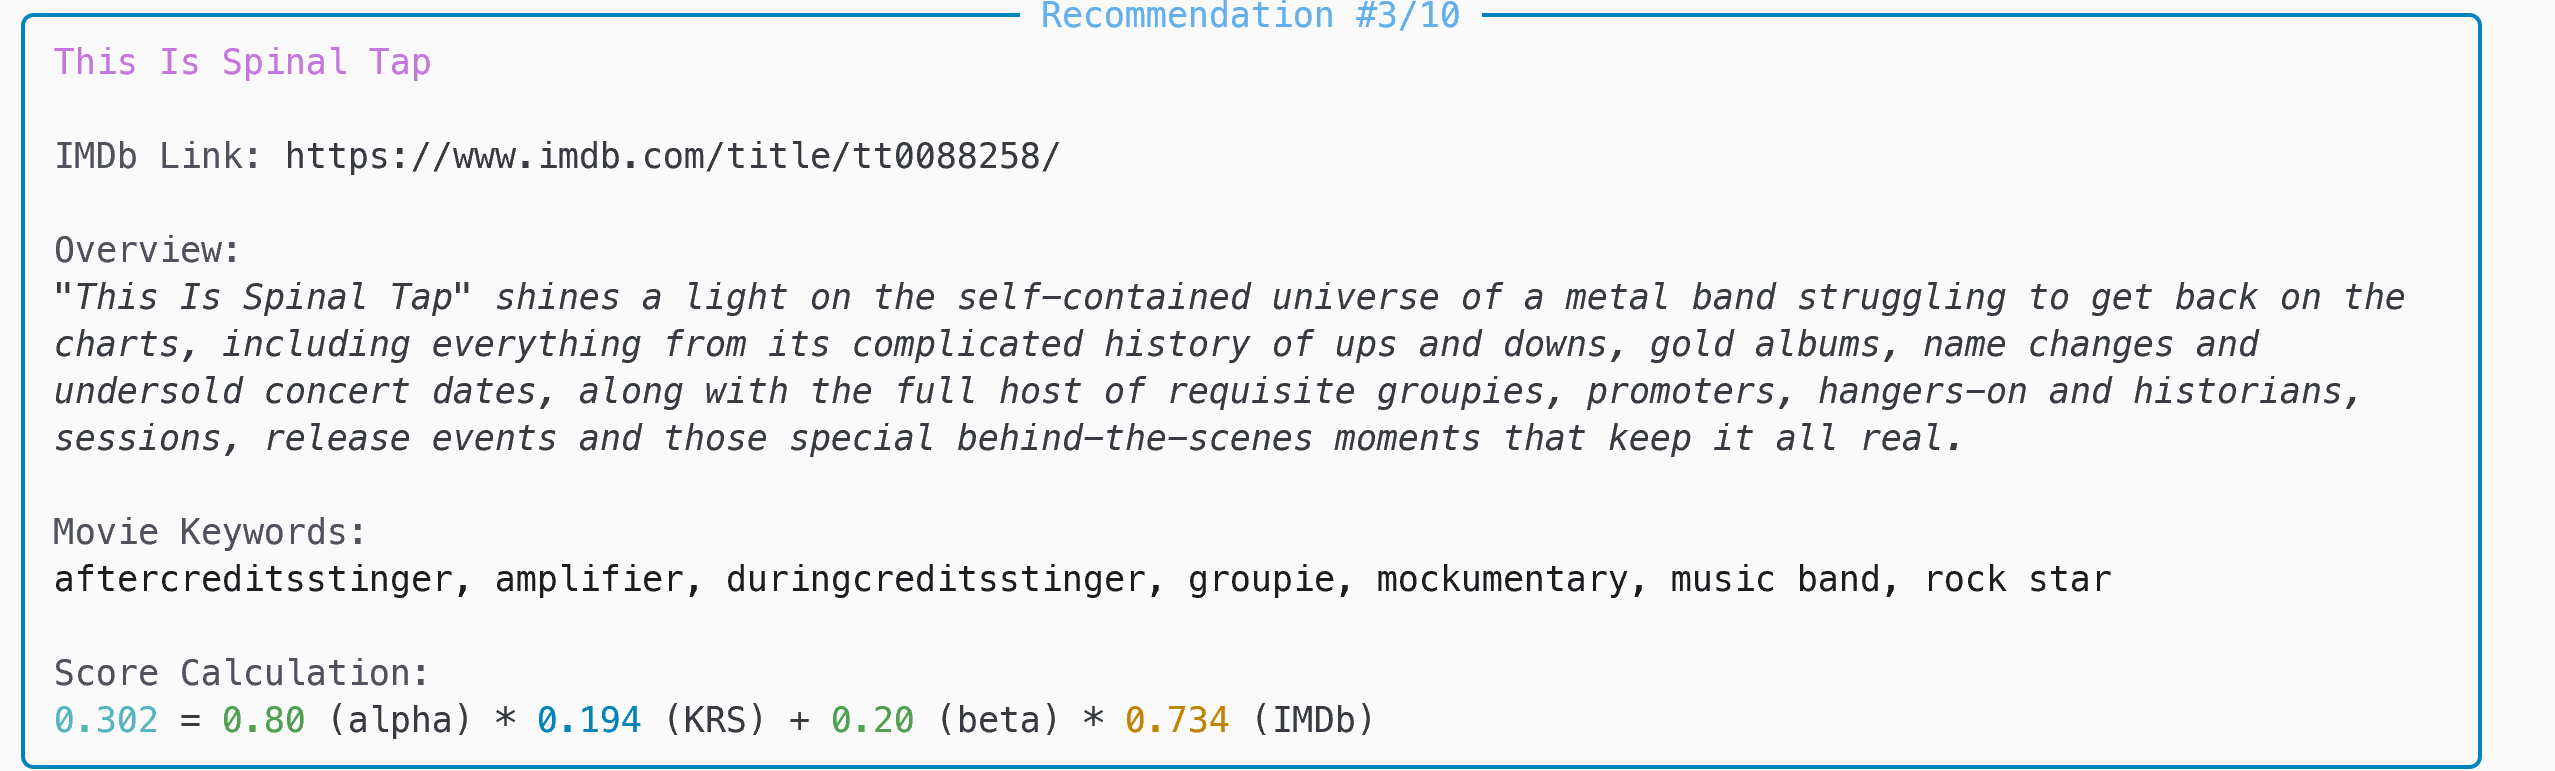 Recommendation #3/10
This Is Spinal Tap
IMDb Link: https://www.imdb.com/title/tt0088258/
Overview:
"This Is Spinal Tap" shines a light on the self-contained universe of a metal band struggling to get back on the
charts, including everything from its complicated history of ups and downs, gold albums, name changes and
undersold concert dates, along with the full host of requisite groupies, promoters, hangers-on and historians,
sessions, release events and those special behind-the-scenes moments that keep it all real.
Movie Keywords:
aftercreditsstinger, amplifier, duringcreditsstinger, groupie, mockumentary, music band, rock star
Score Calculation:
0.302 = 0.80 (alpha) * 0.194 (KRS) + 0.20 (beta) * 0.734 (IMDb)